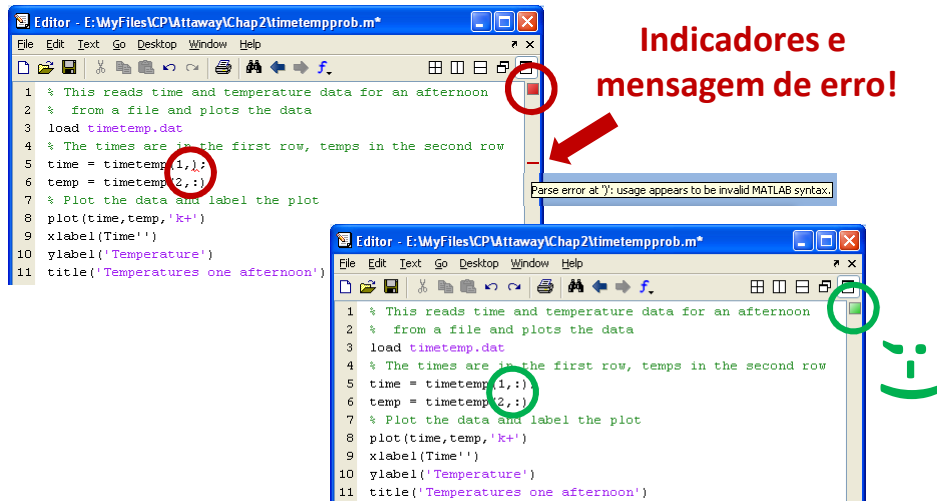 Editor - E:\MyFiles\CP\Attaway\Chap2\timetempprob.m*
File Edit Text Go Desktop Window Help
1 % This reads time and temperature data for an afternoon
2 %  from a file and plots the data
3 load timetemp.dat
4 % The times are in the first row, temps in the second row
5 time = timetemp(1,);
6 temp = timetemp(2,:)
7 % Plot the data and label the plot
8 plot(time,temp,'k+')
9 xlabel(Time'')
10 ylabel('Temperature')
11 title('Temperatures one afternoon')
Indicadores e
mensagem de erro!
Parse error at ')': usage appears to be invalid MATLAB syntax.
Editor - E:\MyFiles\CP\Attaway\Chap2\timetempprob.m*
File Edit Text Go Desktop Window Help
1 % This reads time and temperature data for an afternoon
2 %  from a file and plots the data
3 load timetemp.dat
4 % The times are in the first row, temps in the second row
5 time = timetemp(1,:);
6 temp = timetemp(2,:)
7 % Plot the data and label the plot
8 plot(time,temp,'k+')
9 xlabel(Time'')
10 ylabel('Temperature')
11 title('Temperatures one afternoon')
;-)